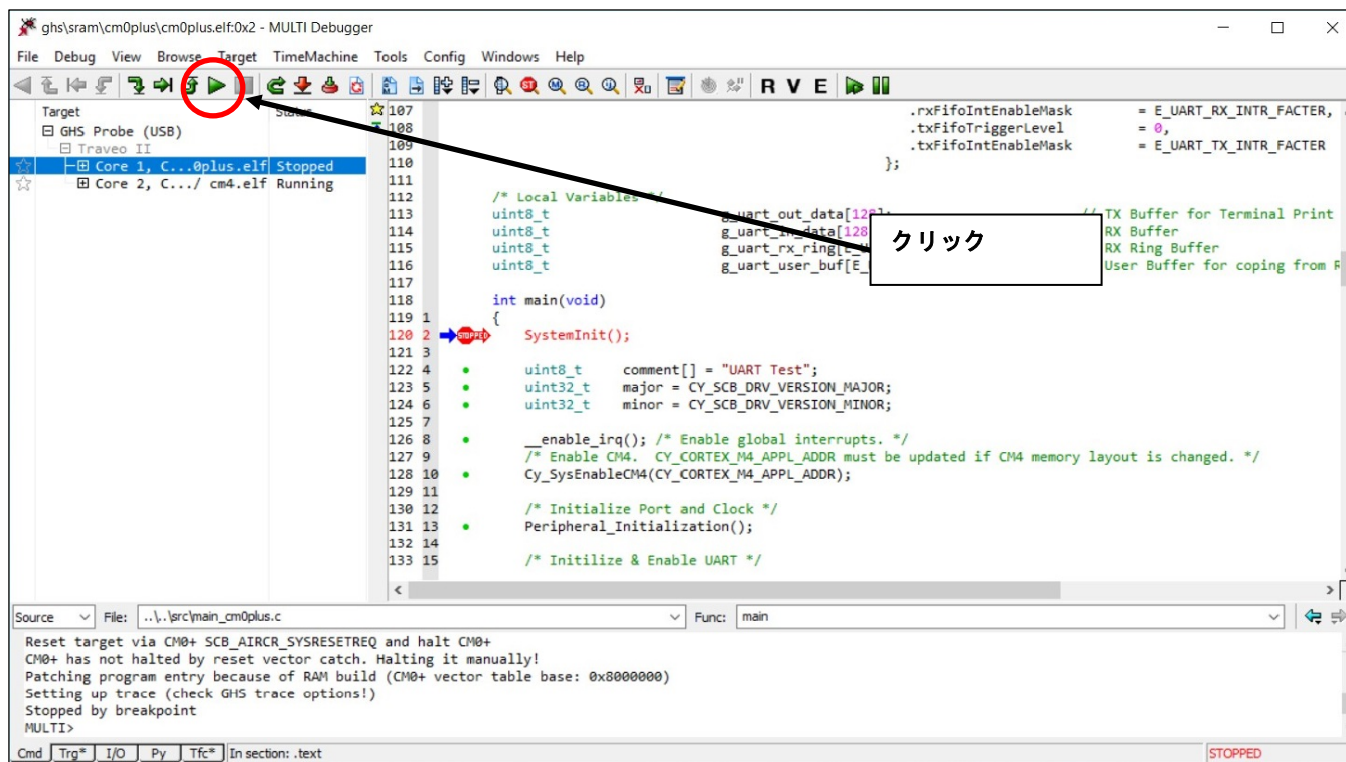 ghs\sram\cm0plus\cm0plus.elf:0x2 - MULTI Debugger
File Debug View Browse Target TimeMachine Tools Config Windows Help
R V E
Target
GHS Probe (USB)
Traveo II
Core 1, C...0plus.elf Stopped
Core 2, C.../ cm4.elf Running
107 .rxFifoIntEnableMask = E_UART_RX_INTR_FACTER,
108 .txFifoTriggerLevel = 0,
109 .txFifoIntEnableMask = E_UART_TX_INTR_FACTER
110 };
111
112 /* Local Variables */
113 uint8_t g_uart_out_data[128]; // TX Buffer for Terminal Print
114 uint8_t g_uart_in_data[128 RX Buffer
115 uint8_t g_uart_rx_ring[E_U RX Ring Buffer
116 uint8_t g_uart_user_buf[E_ User Buffer for coping from R
クリック
117
118 int main(void)
119 1 {
120 2 STOPPED SystemInit();
121 3
122 4 uint8_t comment[] = "UART Test";
123 5 uint32_t major = CY_SCB_DRV_VERSION_MAJOR;
124 6 uint32_t minor = CY_SCB_DRV_VERSION_MINOR;
125 7
126 8 __enable_irq(); /* Enable global interrupts. */
127 9 /* Enable CM4. CY_CORTEX_M4_APPL_ADDR must be updated if CM4 memory layout is changed. */
128 10 Cy_SysEnableCM4(CY_CORTEX_M4_APPL_ADDR);
129 11
130 12 /* Initialize Port and Clock */
131 13 Peripheral_Initialization();
132 14
133 15 /* Initilize & Enable UART */
Source File: ..\..\src\main_cm0plus.c Func: main
Reset target via CM0+ SCB_AIRCR_SYSRESETREQ and halt CM0+
CM0+ has not halted by reset vector catch. Halting it manually!
Patching program entry because of RAM build (CM0+ vector table base: 0x8000000)
Setting up trace (check GHS trace options!)
Stopped by breakpoint
MULTI>
Cmd Trg* I/O Py Tfc* In section: .text STOPPED